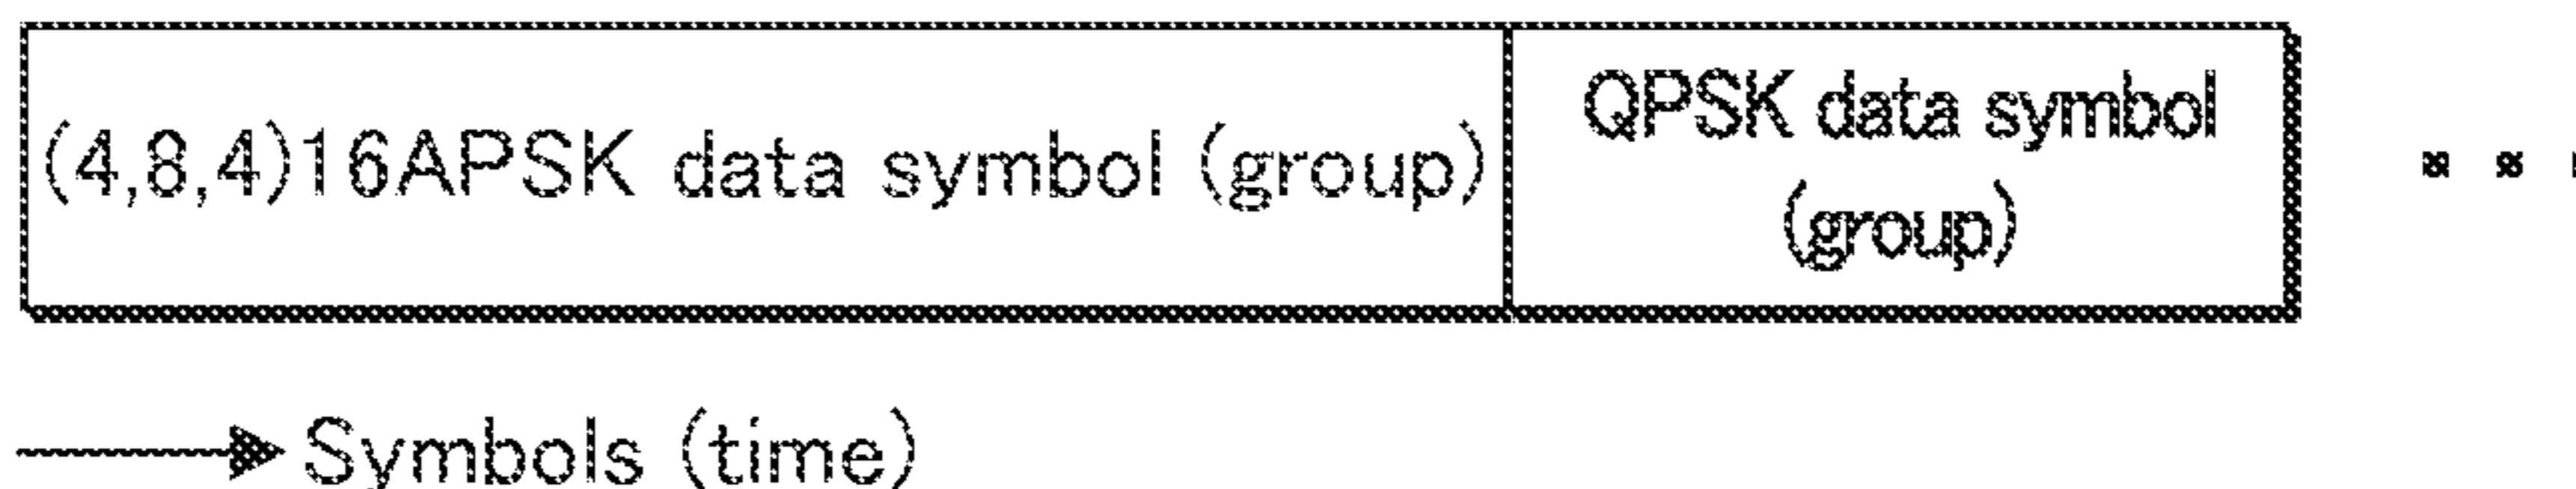 (4,8,4)16APSK data symbol (group)
QPSK data symbol
(group)
Symbols (time)